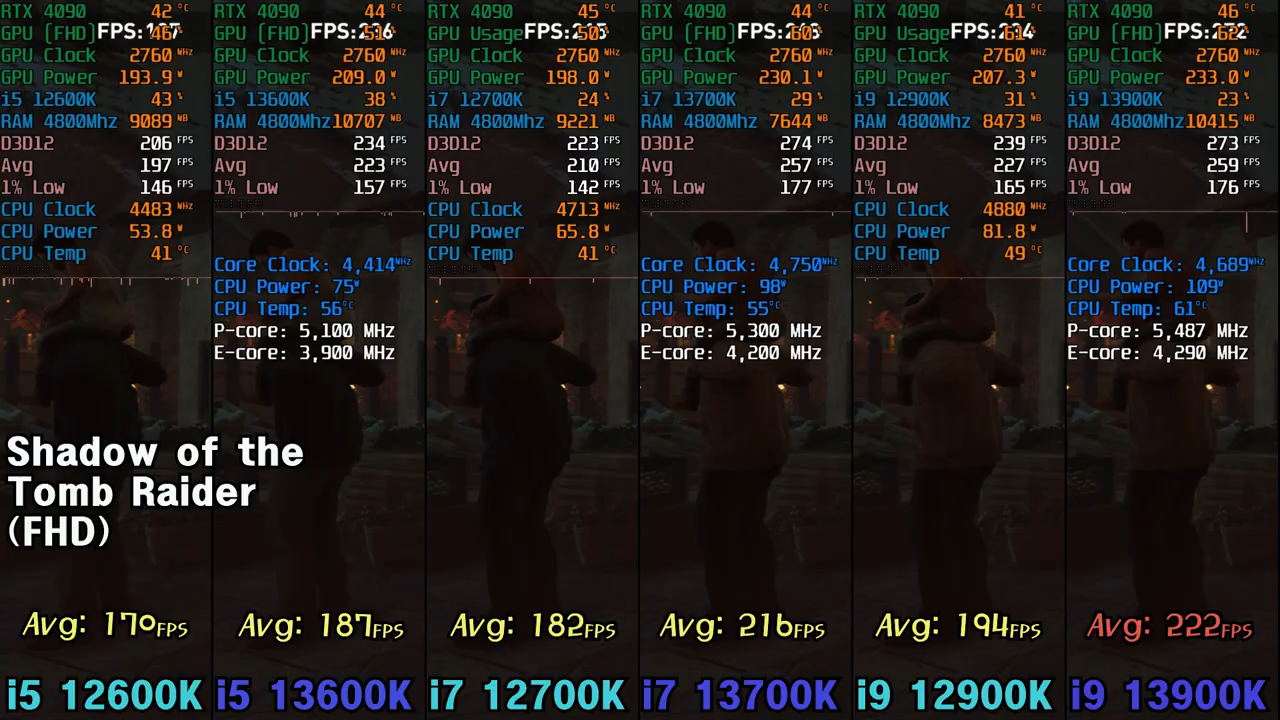 RTX 4090 42 °C
GPU (FHD)
GPU Clock 2760 MHz
GPU Power 193.9 W
i5 12600K 43 %
RAM 4800Mhz 9089 MB
D3D12 206 FPS
Avg 197 FPS
1% Low 146 FPS
CPU Clock 4483 MHz
CPU Power 53.8 W
CPU Temp 41 °C
RTX 4090 44 °C
GPU (FHD)
GPU Clock 2760 MHz
GPU Power 209.0 W
i5 13600K 38 %
RAM 4800Mhz 10707 MB
D3D12 234 FPS
Avg 223 FPS
1% Low 157 FPS
Core Clock: 4,414 MHz
CPU Power: 75 W
CPU Temp: 56 °C
P-core: 5,100 MHz
E-core: 3,900 MHz
RTX 4090 45 °C
GPU Usage
GPU Clock 2760 MHz
GPU Power 198.0 W
i7 12700K 24 %
RAM 4800Mhz 9221 MB
D3D12 223 FPS
Avg 210 FPS
1% Low 142 FPS
CPU Clock 4713 MHz
CPU Power 65.8 W
CPU Temp 41 °C
RTX 4090 44 °C
GPU (FHD)
GPU Clock 2760 MHz
GPU Power 230.1 W
i7 13700K 29 %
RAM 4800Mhz 7644 MB
D3D12 274 FPS
Avg 257 FPS
1% Low 177 FPS
Core Clock: 4,750 MHz
CPU Power: 98 W
CPU Temp: 55 °C
P-core: 5,300 MHz
E-core: 4,200 MHz
RTX 4090 41 °C
GPU Usage
GPU Clock 2760 MHz
GPU Power 207.3 W
i9 12900K 31 %
RAM 4800Mhz 8473 MB
D3D12 239 FPS
Avg 227 FPS
1% Low 165 FPS
CPU Clock 4880 MHz
CPU Power 81.8 W
CPU Temp 49 °C
RTX 4090 46 °C
GPU (FHD)
GPU Clock 2760 MHz
GPU Power 233.0 W
i9 13900K 23 %
RAM 4800Mhz 10415 MB
D3D12 273 FPS
Avg 259 FPS
1% Low 176 FPS
Core Clock: 4,689 MHz
CPU Power: 109 W
CPU Temp: 61 °C
P-core: 5,487 MHz
E-core: 4,290 MHz
Shadow of the
Tomb Raider
(FHD)
Avg: 170FPS
Avg: 187FPS
Avg: 182FPS
Avg: 216FPS
Avg: 194FPS
Avg: 222FPS
i5 12600K
i5 13600K
i7 12700K
i7 13700K
i9 12900K
i9 13900K